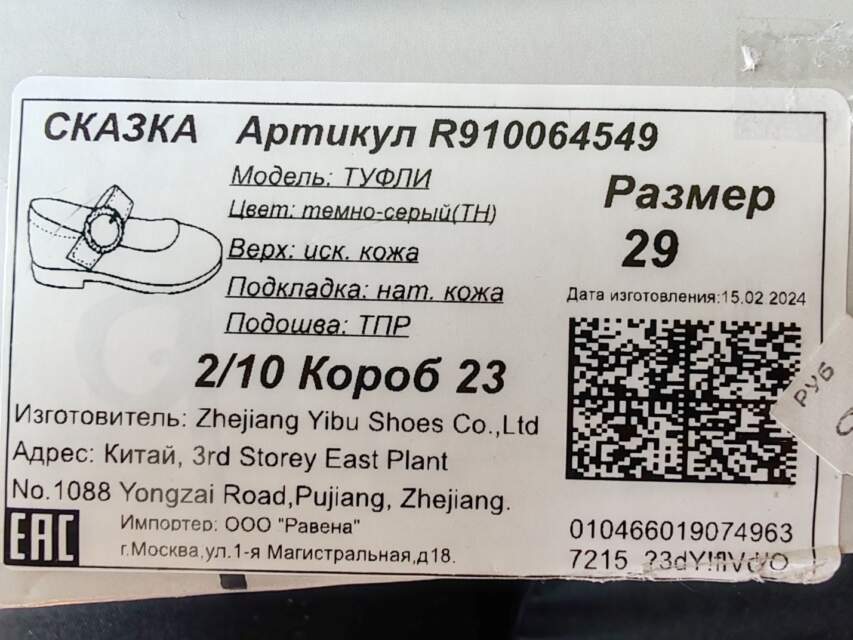 СКАЗКА Артикул R910064549
Модель: ТУФЛИ
Цвет: темно-серый(ТН)
Верх: иск. кожа
Подкладка: нат. кожа
Подошва: ТПР
Размер
29
Дата изготовления:15.02 2024
2/10 Короб 23
Изготовитель: Zhejiang Yibu Shoes Co.,Ltd
Адрес: Китай, 3rd Storey East Plant
No.1088 Yongzai Road,Pujiang, Zhejiang.
EAC
Импортер: ООО "Равена"
г.Москва,ул.1-я Магистральная,д18.
010466019074963
7215
РУБ